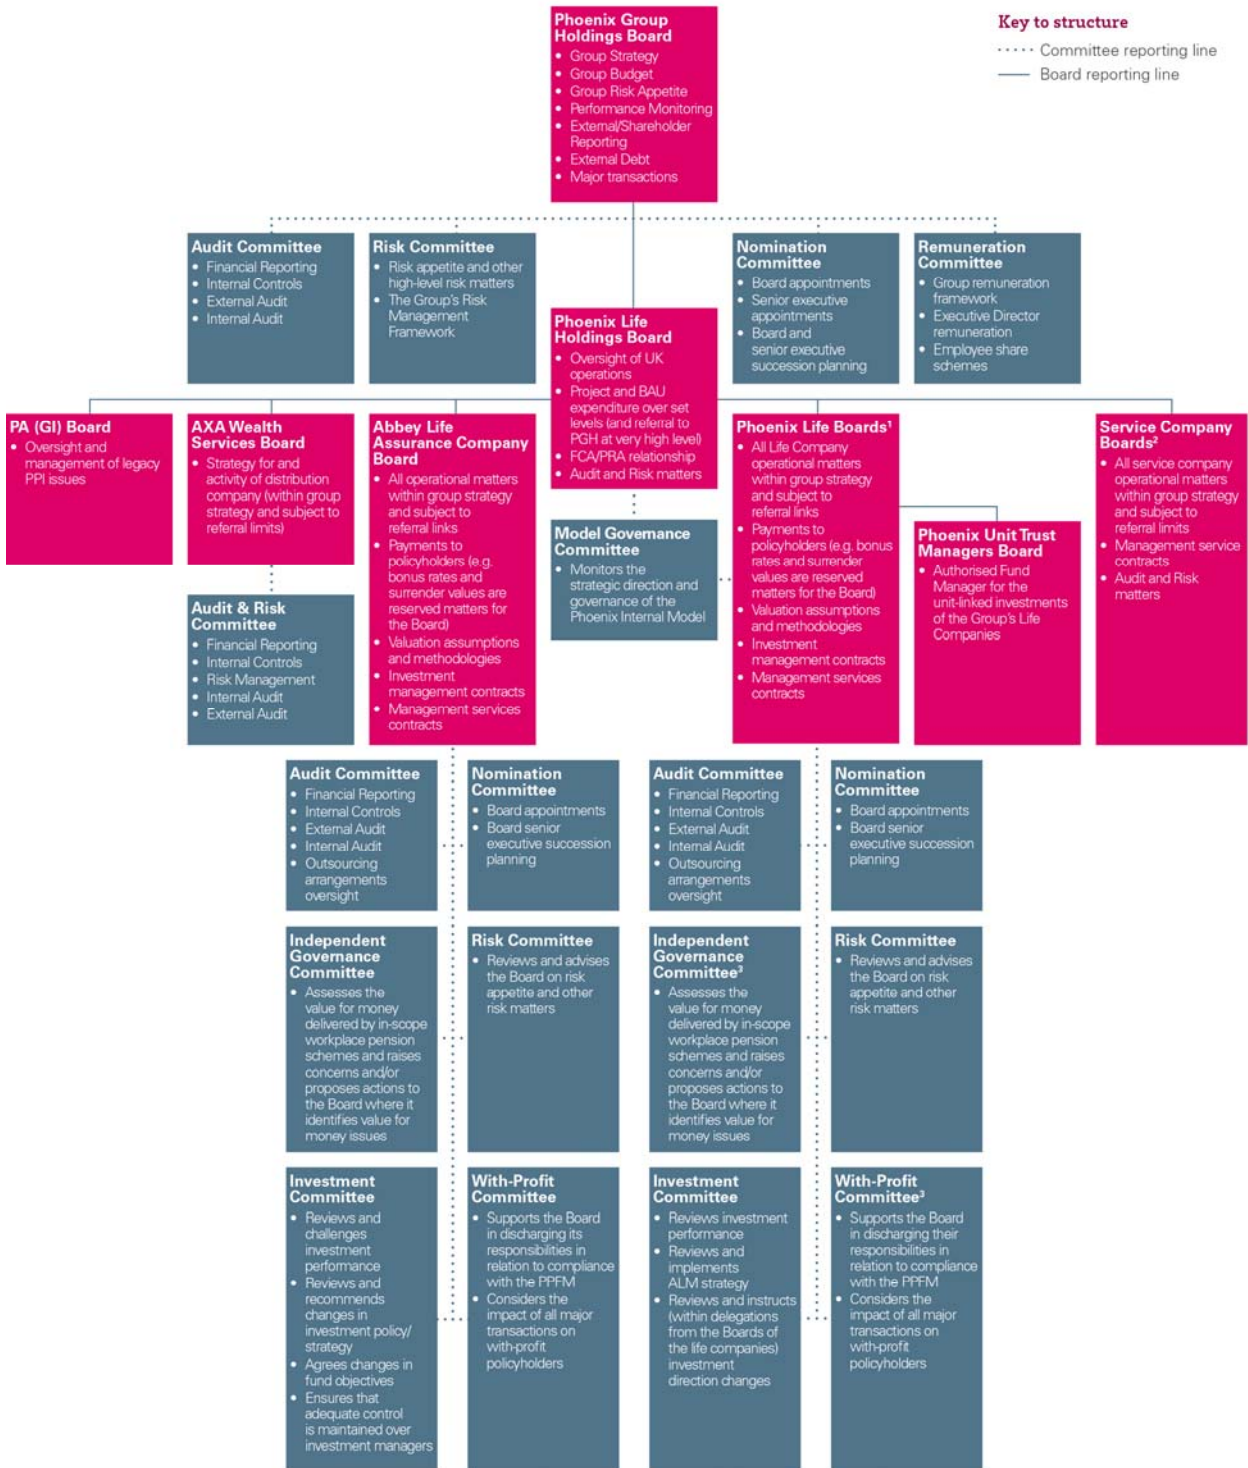 Phoenix Group
Holdings Board
• Group Strategy
• Group Budget
• Group Risk Appetite
• Performance Monitoring
• External/Shareholder
Reporting
• External Debt
• Major transactions
Key to structure
Committee reporting line
Board reporting line
Audit Committee
• Financial Reporting
• Internal Controls
• External Audit
• Internal Audit
Risk Committee
• Risk appetite and other
high-level risk matters
• The Group's Risk
Management
Framework
Nomination
Committee
• Board appointments
• Senior executive
appointments
• Board and
senior executive
succession planning
Remuneration
Committee
• Group remuneration
framework
• Executive Director
remuneration
• Employee share
schemes
Phoenix Life
Holdings Board
• Oversight of UK
operations
• Project and BAU
expenditure over set
levels (and referral to
PGH at very high level)
• FCA/PRA relationship
• Audit and Risk matters
PA (GI) Board
• Oversight and
management of legacy
PPI issues
AXA Wealth
Services Board
• Strategy for and
activity of distribution
company (within group
strategy and subject to
referral limits)
Abbey Life
Assurance Company
Board
• All operational matters
within group strategy
and subject to
referral links
• Payments to
policyholders (e.g.
bonus rates and
surrender values are
reserved matters for
the Board)
• Valuation assumptions
and methodologies
• Investment
management contracts
• Management services
contracts
Phoenix Life Boards¹
• All Life Company
operational matters
within group strategy
and subject to
referral links
• Payments to
policyholders (e.g. bonus
rates and surrender
values are reserved
matters for the Board)
• Valuation assumptions
and methodologies
• Investment
management contracts
• Management services
contracts
Service Company
Boards²
• All service company
operational matters
within group strategy
and subject to
referral limits
• Management service
contracts
• Audit and Risk
matters
Model Governance
Committee
• Monitors the
strategic direction and
governance of the
Phoenix Internal Model
Phoenix Unit Trust
Managers Board
• Authorised Fund
Manager for the
unit-linked investments
of the Group's Life
Companies
Audit & Risk
Committee
• Financial Reporting
• Internal Controls
• Risk Management
• Internal Audit
• External Audit
Audit Committee
• Financial Reporting
• Internal Controls
• External Audit
• Internal Audit
• Outsourcing
arrangements
oversight
Nomination
Committee
• Board appointments
• Board senior
executive succession
planning
Audit Committee
• Financial Reporting
• Internal Controls
• External Audit
• Internal Audit
• Outsourcing
arrangements
oversight
Nomination
Committee
• Board appointments
• Board senior
executive succession
planning
Independent
Governance
Committee
• Assesses the
value for money
delivered by in-scope
workplace pension
schemes and raises
concerns and/or
proposes actions to
the Board where it
identifies value for
money issues
Risk Committee
• Reviews and advises
the Board on risk
appetite and other
risk matters
Independent
Governance
Committee³
• Assesses the
value for money
delivered by in-scope
workplace pension
schemes and raises
concerns and/or
proposes actions to
the Board where it
identifies value for
money issues
Risk Committee
• Reviews and advises
the Board on risk
appetite and other
risk matters
Investment
Committee
• Reviews and
challenges
investment
performance
• Reviews and
recommends
changes in
investment policy/
strategy
• Agrees changes in
fund objectives
• Ensures that
adequate control
is maintained over
investment managers
With-Profit
Committee
• Supports the Board
in discharging its
responsibilities in
relation to compliance
with the PPFM
• Considers the
impact of all major
transactions on
with-profit
policyholders
Investment
Committee
• Reviews investment
performance
• Reviews and
implements
ALM strategy
• Reviews and instructs
(within delegations
from the Boards of
the life companies)
investment
direction changes
With-Profit
Committee³
• Supports the Board
in discharging their
responsibilities in
relation to compliance
with the PPFM
• Considers the
impact of all major
transactions on
with-profit
policyholders